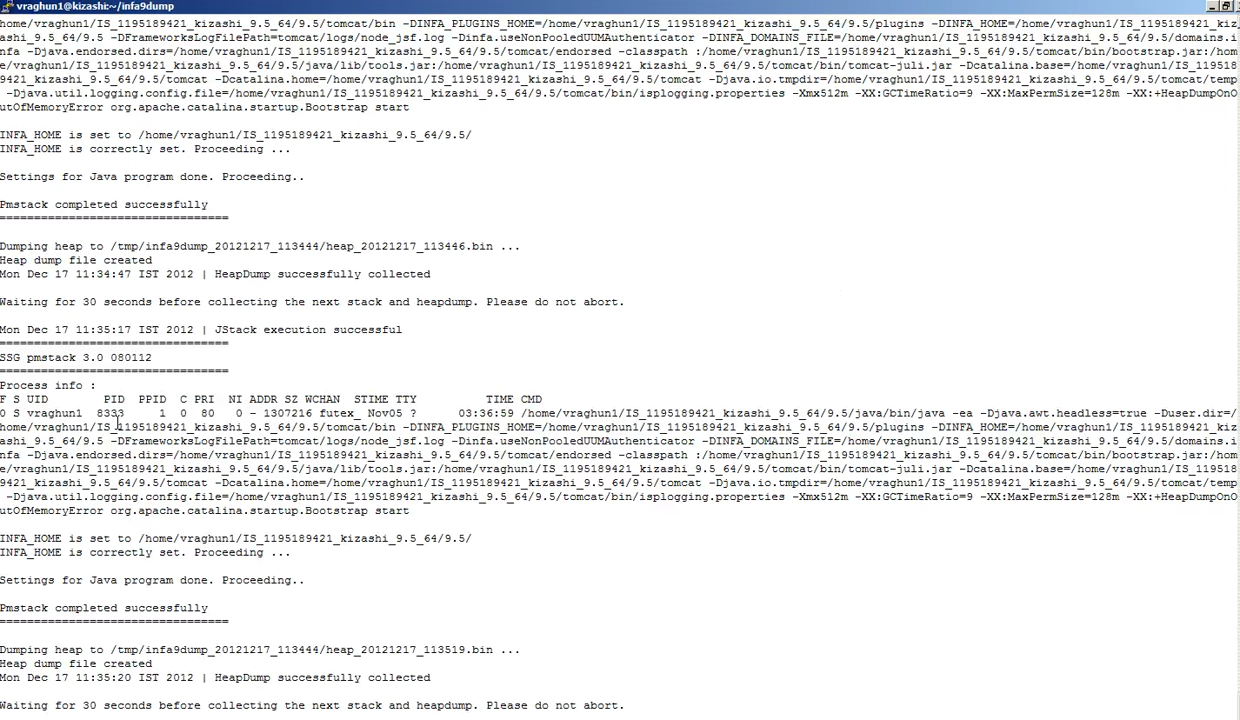 vraghun1@kizashi:~/infa9dump
home/vraghun1/IS_1195189421_kizashi_9.5_64/9.5/tomcat/bin -DINFA_PLUGINS_HOME=/home/vraghun1/IS_1195189421_kizashi_9.5_64/9.5/plugins -DINFA_HOME=/home/vraghun1/IS_1195189421_kiz
ashi_9.5_64/9.5 -DFrameworksLogFilePath=tomcat/logs/node_jsf.log -Dinfa.useNonPooledUUMAuthenticator -DINFA_DOMAINS_FILE=/home/vraghun1/IS_1195189421_kizashi_9.5_64/9.5/domains.i
nfa -Djava.endorsed.dirs=/home/vraghun1/IS_1195189421_kizashi_9.5_64/9.5/tomcat/endorsed -classpath :/home/vraghun1/IS_1195189421_kizashi_9.5_64/9.5/tomcat/bin/bootstrap.jar:/hom
e/vraghun1/IS_1195189421_kizashi_9.5_64/9.5/java/lib/tools.jar:/home/vraghun1/IS_1195189421_kizashi_9.5_64/9.5/tomcat/bin/tomcat-juli.jar -Dcatalina.base=/home/vraghun1/IS_119518
9421_kizashi_9.5_64/9.5/tomcat -Dcatalina.home=/home/vraghun1/IS_1195189421_kizashi_9.5_64/9.5/tomcat -Djava.io.tmpdir=/home/vraghun1/IS_1195189421_kizashi_9.5_64/9.5/tomcat/temp
-Djava.util.logging.config.file=/home/vraghun1/IS_1195189421_kizashi_9.5_64/9.5/tomcat/bin/isplogging.properties -Xmx512m -XX:GCTimeRatio=9 -XX:MaxPermSize=128m -XX:+HeapDumpOnO
utOfMemoryError org.apache.catalina.startup.Bootstrap start
INFA_HOME is set to /home/vraghun1/IS_1195189421_kizashi_9.5_64/9.5/
INFA_HOME is correctly set. Proceeding ...
Settings for Java program done. Proceeding..
Pmstack completed successfully
==================================
Dumping heap to /tmp/infa9dump_20121217_113444/heap_20121217_113446.bin ...
Heap dump file created
Mon Dec 17 11:34:47 IST 2012 | HeapDump successfully collected
Waiting for 30 seconds before collecting the next stack and heapdump. Please do not abort.
Mon Dec 17 11:35:17 IST 2012 | JStack execution successful
==================================
SSG pmstack 3.0 080112
==================================
Process info :
F S UID        PID  PPID  C PRI  NI ADDR SZ WCHAN  STIME TTY          TIME CMD
0 S vraghun1  8333     1  0  80   0 - 1307216 futex_ Nov05 ?      03:36:59 /home/vraghun1/IS_1195189421_kizashi_9.5_64/9.5/java/bin/java -ea -Djava.awt.headless=true -Duser.dir=/
home/vraghun1/IS_1195189421_kizashi_9.5_64/9.5/tomcat/bin -DINFA_PLUGINS_HOME=/home/vraghun1/IS_1195189421_kizashi_9.5_64/9.5/plugins -DINFA_HOME=/home/vraghun1/IS_1195189421_kiz
ashi_9.5_64/9.5 -DFrameworksLogFilePath=tomcat/logs/node_jsf.log -Dinfa.useNonPooledUUMAuthenticator -DINFA_DOMAINS_FILE=/home/vraghun1/IS_1195189421_kizashi_9.5_64/9.5/domains.i
nfa -Djava.endorsed.dirs=/home/vraghun1/IS_1195189421_kizashi_9.5_64/9.5/tomcat/endorsed -classpath :/home/vraghun1/IS_1195189421_kizashi_9.5_64/9.5/tomcat/bin/bootstrap.jar:/hom
e/vraghun1/IS_1195189421_kizashi_9.5_64/9.5/java/lib/tools.jar:/home/vraghun1/IS_1195189421_kizashi_9.5_64/9.5/tomcat/bin/tomcat-juli.jar -Dcatalina.base=/home/vraghun1/IS_119518
9421_kizashi_9.5_64/9.5/tomcat -Dcatalina.home=/home/vraghun1/IS_1195189421_kizashi_9.5_64/9.5/tomcat -Djava.io.tmpdir=/home/vraghun1/IS_1195189421_kizashi_9.5_64/9.5/tomcat/temp
-Djava.util.logging.config.file=/home/vraghun1/IS_1195189421_kizashi_9.5_64/9.5/tomcat/bin/isplogging.properties -Xmx512m -XX:GCTimeRatio=9 -XX:MaxPermSize=128m -XX:+HeapDumpOnO
utOfMemoryError org.apache.catalina.startup.Bootstrap start
INFA_HOME is set to /home/vraghun1/IS_1195189421_kizashi_9.5_64/9.5/
INFA_HOME is correctly set. Proceeding ...
Settings for Java program done. Proceeding..
Pmstack completed successfully
==================================
Dumping heap to /tmp/infa9dump_20121217_113444/heap_20121217_113519.bin ...
Heap dump file created
Mon Dec 17 11:35:20 IST 2012 | HeapDump successfully collected
Waiting for 30 seconds before collecting the next stack and heapdump. Please do not abort.